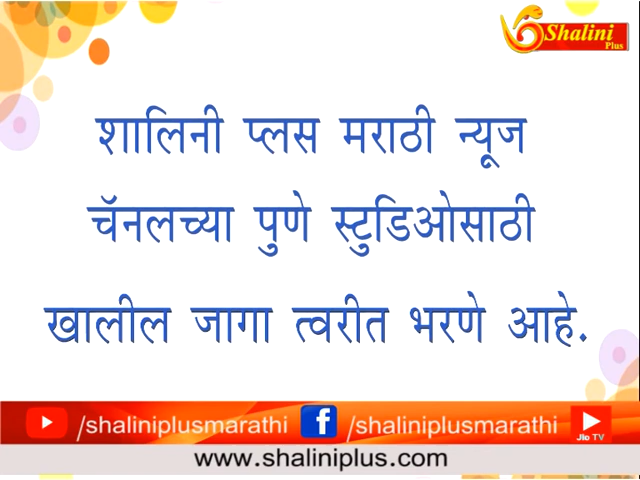 Shalini
Plus
शालिनी प्लस मराठी न्यूज
चॅनलच्या पुणे स्टुडिओसाठी
खालील जागा त्वरीत भरणे आहे.
/shaliniplusmarathi
/shaliniplusmarathi
Jio TV
www.shaliniplus.com